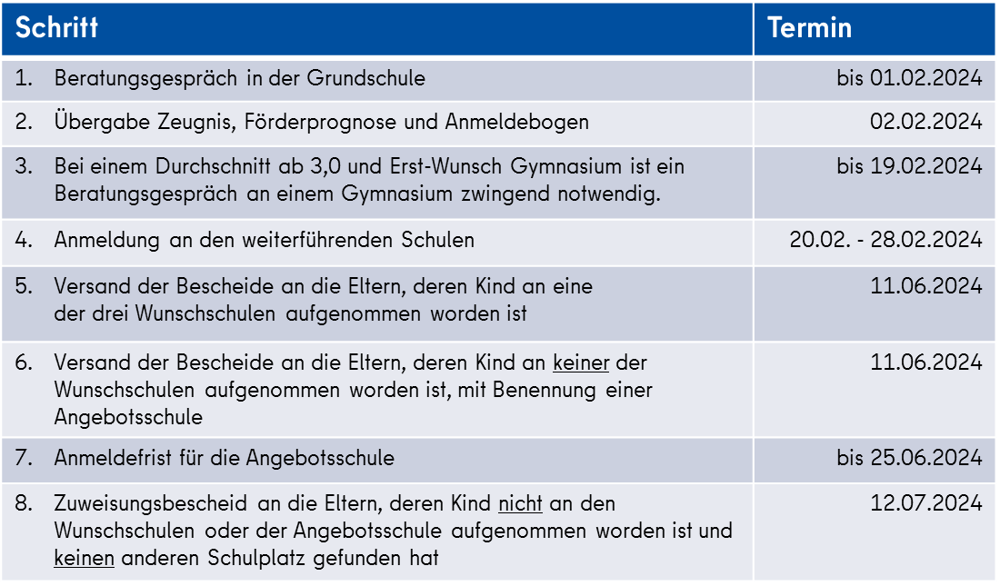 Schritt Termin
1. Beratungsgespräch in der Grundschule bis 01.02.2024
2. Übergabe Zeugnis, Förderprognose und Anmeldebogen 02.02.2024
3. Bei einem Durchschnitt ab 3,0 und Erst-Wunsch Gymnasium ist ein bis 19.02.2024
Beratungsgespräch an einem Gymnasium zwingend notwendig.
4. Anmeldung an den weiterführenden Schulen 20.02. - 28.02.2024
5. Versand der Bescheide an die Eltern, deren Kind an eine 11.06.2024
der drei Wunschschulen aufgenommen worden ist
6. Versand der Bescheide an die Eltern, deren Kind an keiner der 11.06.2024
Wunschschulen aufgenommen worden ist, mit Benennung einer
Angebotsschule
7. Anmeldefrist für die Angebotsschule bis 25.06.2024
8. Zuweisungsbescheid an die Eltern, deren Kind nicht an den 12.07.2024
Wunschschulen oder der Angebotsschule aufgenommen worden ist und
keinen anderen Schulplatz gefunden hat